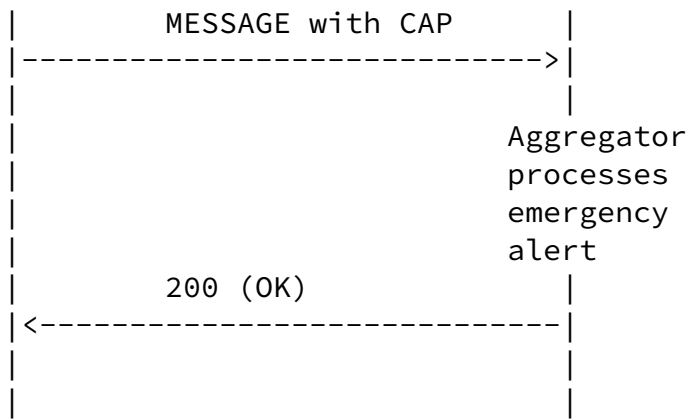 MESSAGE with CAP
Aggregator
processes
emergency
alert
200 (OK)